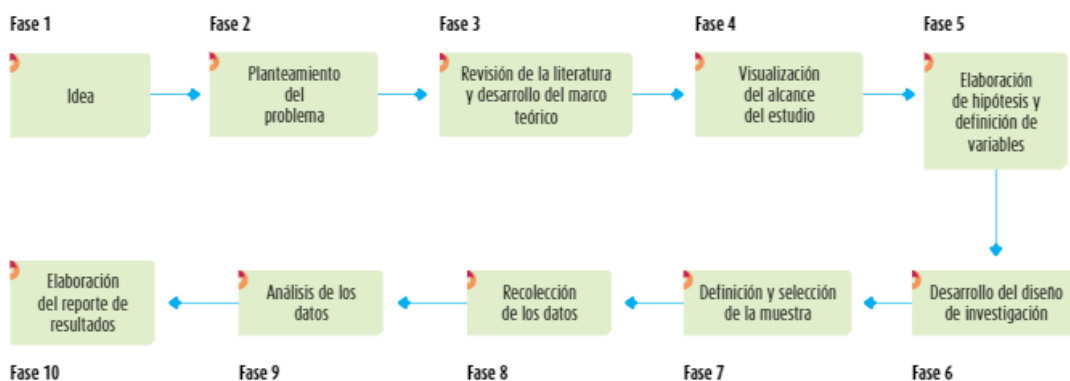 Fase 1
Fase 2
Fase 3
Fase 4
Fase 5
Idea
Planteamiento
del
problema
Revisión de la literatura
y desarrollo del marco
teórico
Visualización
del alcance
del estudio
Elaboración
de hipótesis y
definición de
variables
Elaboración
del reporte de
resultados
Análisis de los
datos
Recolección
de los datos
Definición y selección
de la muestra
Desarrollo del diseño
de investigación
Fase 10
Fase 9
Fase 8
Fase 7
Fase 6